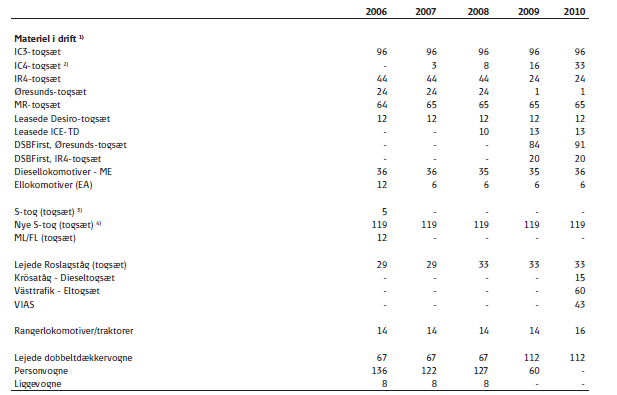 2006 2007 2008 2009 2010
Materiel i drift 1)
IC3-togsæt 96 96 96 96 96
IC4-togsæt 2) - 3 8 16 33
IR4-togsæt 44 44 44 24 24
Øresunds-togsæt 24 24 24 1 1
MR-togsæt 64 65 65 65 65
Leasede Desiro-togsæt 12 12 12 12 12
Leasede ICE-TD - - 10 13 13
DSBFirst, Øresunds-togsæt - - - 84 91
DSBFirst, IR4-togsæt - - - 20 20
Diesellokomotiver - ME 36 36 35 35 36
Ellokomotiver (EA) 12 6 6 6 6
S-tog (togsæt) 3) 5 - - - -
Nye S-tog (togsæt) 4) 119 119 119 119 119
ML/FL (togsæt) 12 - - - -
Lejede Roslagståg (togsæt) 29 29 33 33 33
Krösatåg - Dieseltogsæt - - - - 15
Västtrafik - Eltogsæt - - - - 60
VIAS - - - - 43
Rangerlokomotiver/traktorer 14 14 14 14 16
Lejede dobbeltdækkervogne 67 67 67 112 112
Personvogne 136 122 127 60 -
Liggevogne 8 8 8 - -